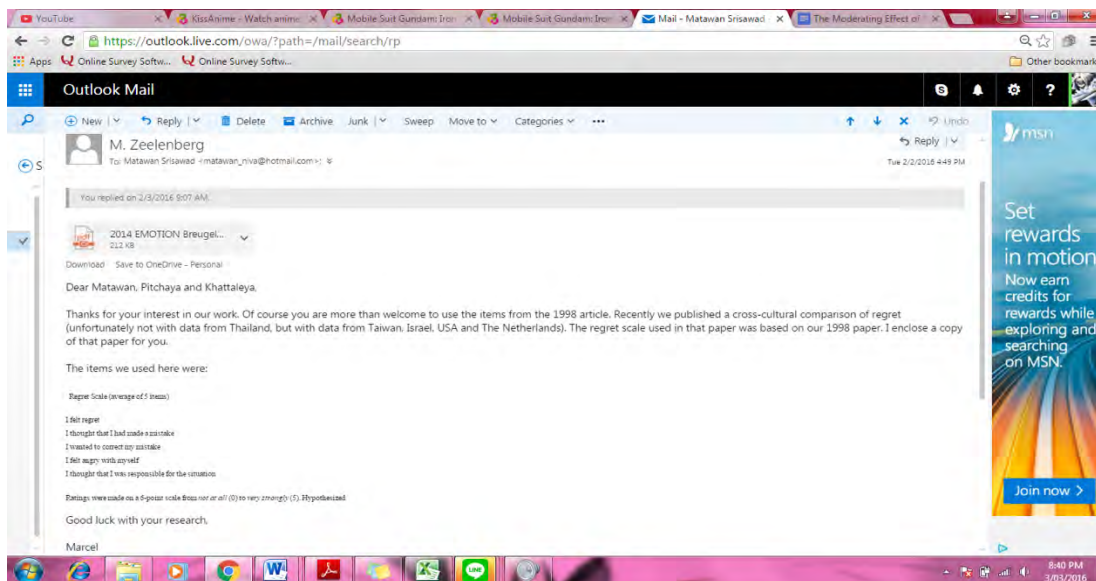 YouTube
KissAnime - Watch anime
Mobile Suit Gundam: Iron
Mobile Suit Gundam: Iron
Mail - Matawan Srisawad
The Moderating Effect of
https://outlook.live.com/owa/?path=/mail/search/rp
Apps
Online Survey Softw...
Online Survey Softw...
Other bookmark
Outlook Mail
New
Reply
Delete
Archive
Junk
Sweep
Move to
Categories
Undo
M. Zeelenberg
To: Matawan Srisawad <matawan_niva@hotmail.com>;
Reply
Tue 2/2/2016 4:49 PM
You replied on 2/3/2016 9:07 AM.
2014 EMOTION Breugel...
212 KB
Download Save to OneDrive - Personal
Dear Matawan, Pitchaya and Khattaleya,
Thanks for your interest in our work. Of course you are more than welcome to use the items from the 1998 article. Recently we published a cross-cultural comparison of regret
(unfortunately not with data from Thailand, but with data from Taiwan, Israel, USA and The Netherlands). The regret scale used in that paper was based on our 1998 paper. I enclose a copy
of that paper for you.
The items we used here were:
Regret Scale (average of 5 items)
I felt regret
I thought that I had made a mistake
I wanted to correct my mistake
I felt angry with myself
I thought that I was responsible for the situation
Ratings were made on a 6-point scale from not at all (0) to very strongly (5). Hypothesized
Good luck with your research,
Marcel
msn
Set
rewards
in motion
Now earn
credits for
rewards while
exploring and
searching
on MSN.
Join now >
8:40 PM
3/03/2016